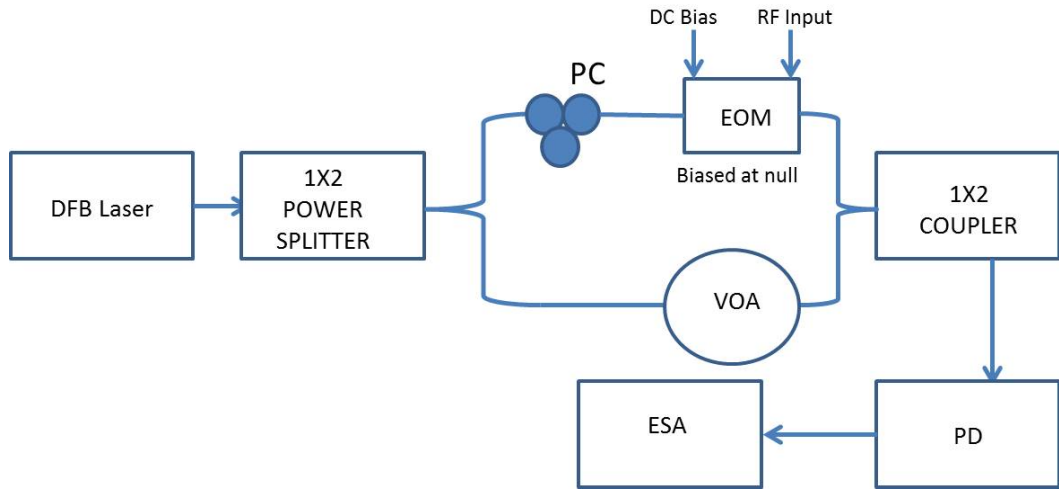 DC Bias
RF Input
PC
EOM
Biased at null
DFB Laser
1X2
POWER
SPLITTER
1X2
COUPLER
VOA
ESA
PD